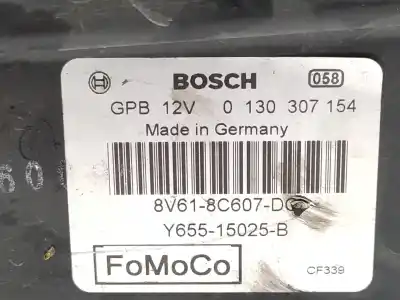 BOSCH 058
GPB 12V 0 130 307 154
Made in Germany
8V61-8C607-DC
Y655-15025-B
FoMoCo
CF339